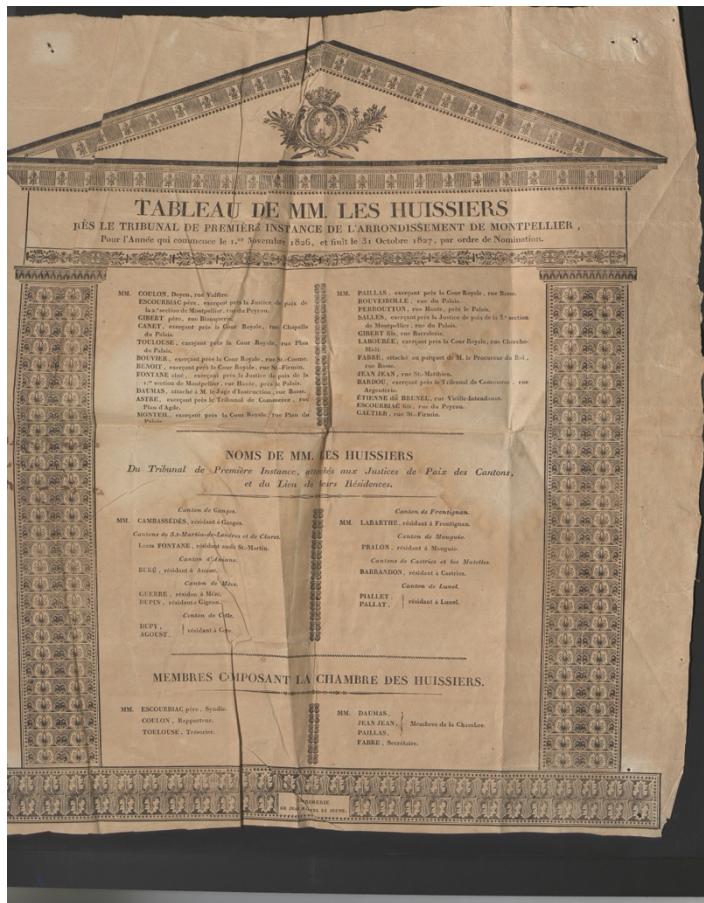 TABLEAU DE MM. LES HUISSIERS
RÈS LE TRIBUNAL DE PREMIÈRE INSTANCE DE L'ARRONDISSEMENT DE MONTPELLIER,
Pour l'Année qui commence le 1.er Novembre 1826, et finit le 31 Octobre 1827, par ordre de Nomination.
MM. COULON, Doyen, rue Valfère.
ESCOURBIAC père, exerçant près la Justice de paix de
la 2.e section de Montpellier, rue du Peyrou.
GIBERT père, rue Blanquerie.
CANET, exerçant près la Cour Royale, rue Chapelle
du Palais.
TOULOUSE, exerçant près la Cour Royale, rue Plan
du Palais.
BOUVIER, exerçant près la Cour Royale, rue St.-Come.
BENOIT, exerçant près la Cour Royale, rue St.-Firmin.
FONTANE aîné, exerçant près la Justice de paix de la
1.re section de Montpellier, rue Haute, près le Palais.
DAUMAS, attaché à M. le Juge d'Instruction, rue Basse.
ASTRE, exerçant près le Tribunal de Commerce, rue
Plan d'Agde.
MONTEIL, exerçant près la Cour Royale, rue Plan du
Palais.
MM. PAILLAS, exerçant près la Cour Royale, rue Basse.
ROUVEIROLLE, rue du Palais.
PERROUTTON, rue Haute, près le Palais.
SALLES, exerçant près la Justice de paix de la 3.e section
de Montpellier, rue du Palais.
GIBERT fils, rue Barralerie.
LABOURÉE, exerçant près la Cour Royale, rue Cherche-
Midi.
FABRE, attaché au parquet de M. le Procureur du Roi,
rue Basse.
JEAN JEAN, rue St.-Matthieu.
BARDOU, exerçant près le Tribunal de Commerce, rue
Argenterie.
ÉTIENNE dit BRUNEL, rue Vieille-Intendance.
ESCOURBIAC fils, rue du Peyrou.
GALTIER, rue St.-Firmin.
NOMS DE MM. LES HUISSIERS
Du Tribunal de Première Instance, attachés aux Justices de Paix des Cantons,
et du Lieu de leurs Résidences.
Canton de Ganges.
MM. CAMBASSÉDÈS, résidant à Ganges.
Cantons de St-Martin-de-Londres et de Claret.
Louis FONTANE, résidant audit St.-Martin.
Canton d'Aniane.
résidant à Aniane.
Canton de Mèze.
GUERRE, résidant à Mèze.
DUPIN, résidant à Gigean.
Canton de Cette.
DUPY,
AGOUST. résidant à Cette.
Canton de Frontignan.
MM. LABARTHE, résidant à Frontignan.
Canton de Mauguio.
PRALON, résidant à Mauguio.
Cantons de Castries et les Matelles.
BARRANDON, résidant à Castries.
Canton de Lunel.
PIALLET,
PALLAT, résidant à Lunel.
MEMBRES COMPOSANT LA CHAMBRE DES HUISSIERS.
MM. ESCOURBIAC père, Syndic.
COULON, Rapporteur.
TOULOUSE, Trésorier.
MM. DAUMAS,
JEAN JEAN, Membres de la Chambre.
PAILLAS,
FABRE, Secrétaire.
DE JEAN MARTEL LE JEUNE.